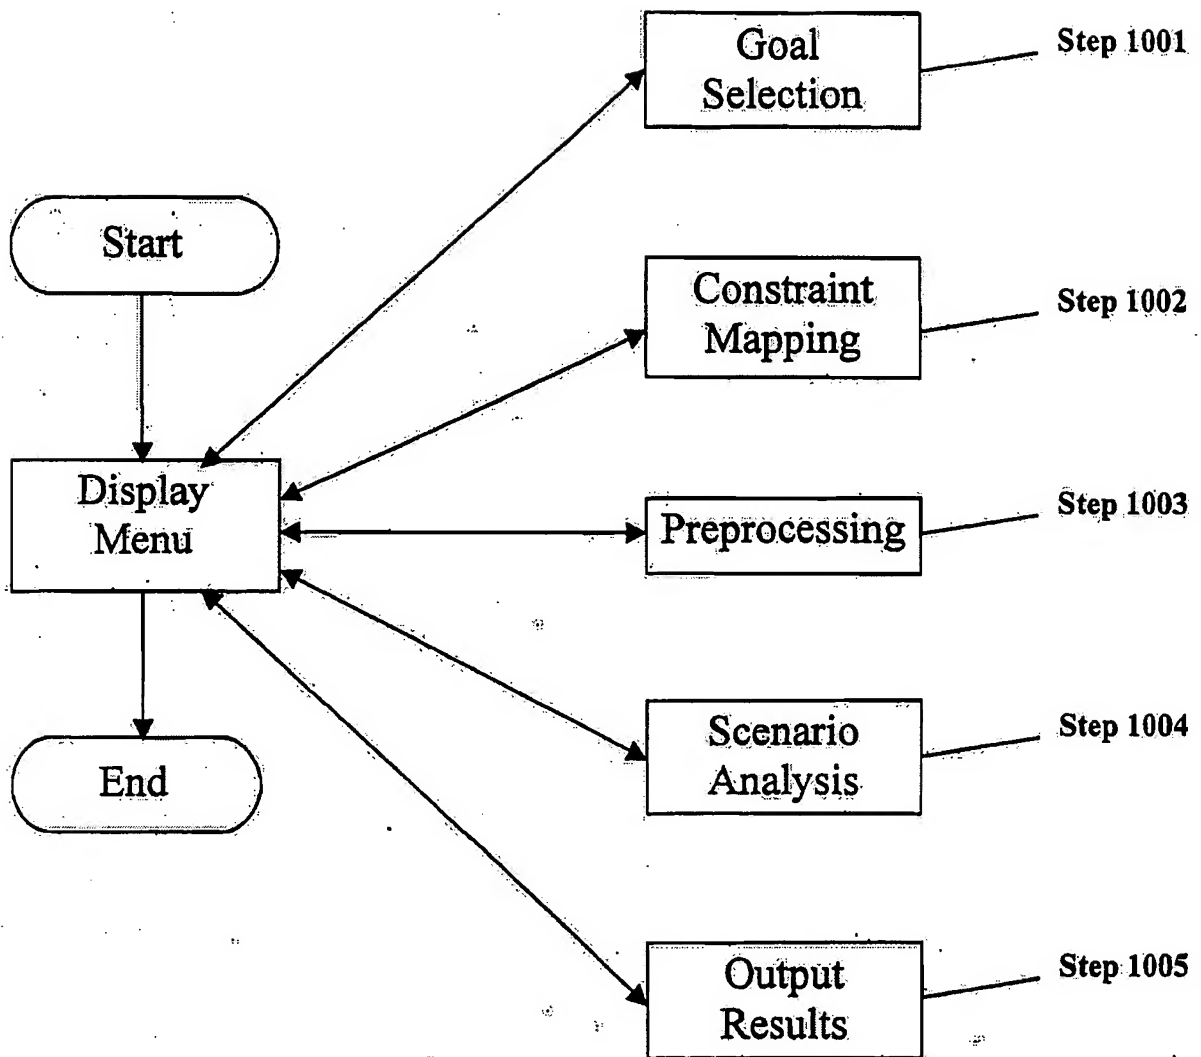 Goal
Selection
Step 1001
Start
Constraint
Mapping
Step 1002
Display
Menu
Preprocessing
Step 1003
Scenario
Analysis
Step 1004
End
Output
Results
Step 1005